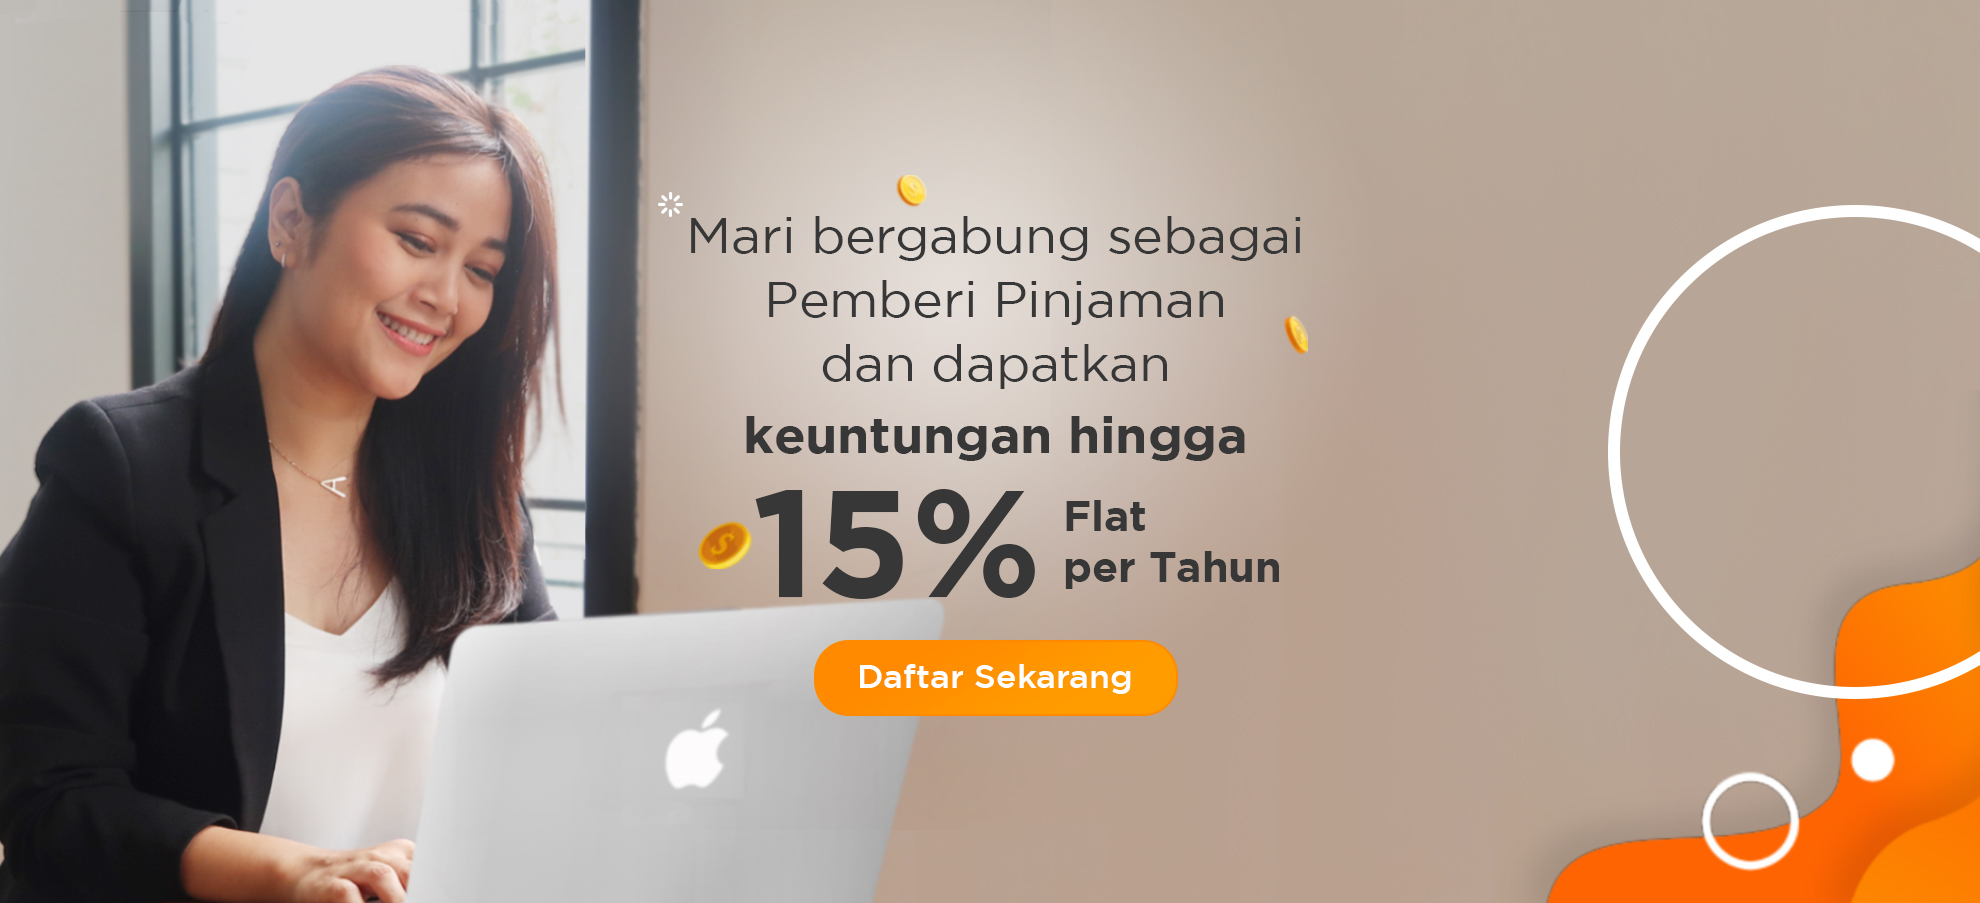 Mari bergabung sebagai
Pemberi Pinjaman
dan dapatkan
keuntungan hingga
15% Flat
per Tahun
Daftar Sekarang
A